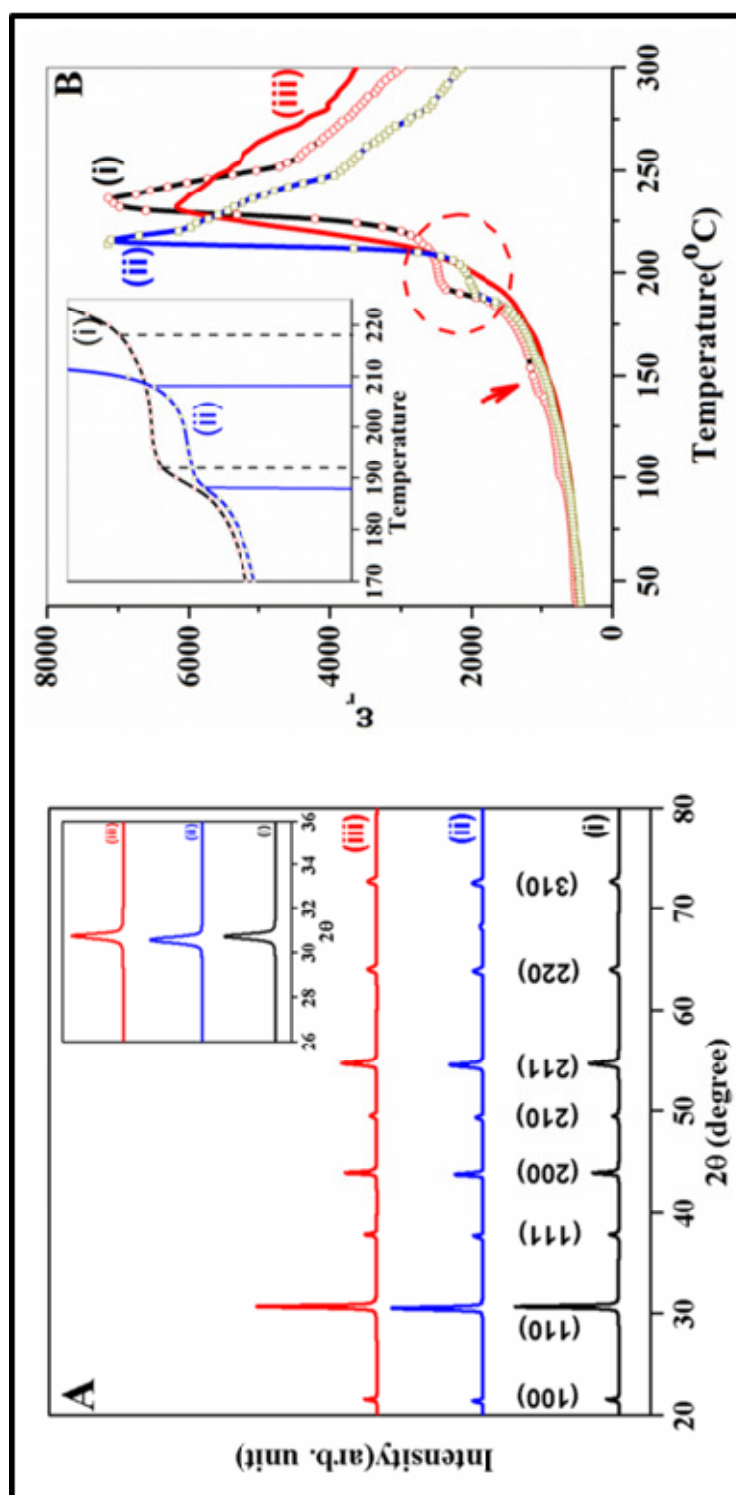 A
Intensity(arb. unit)
(iii)
(ii)
(i)
(100)
(110)
(111)
(200)
(210)
(211)
(220)
(310)
20 30 40 50 60 70 80
2θ (degree)
(iii)
(ii)
(i)
26 28 30 32 34 36
2θ
B
8000
6000
4000
2000
0
εr
50 100 150 200 250 300
Temperature(⁰C)
(i)
(ii)
(iii)
(i)
(ii)
170 180 190 200 210 220
Temperature